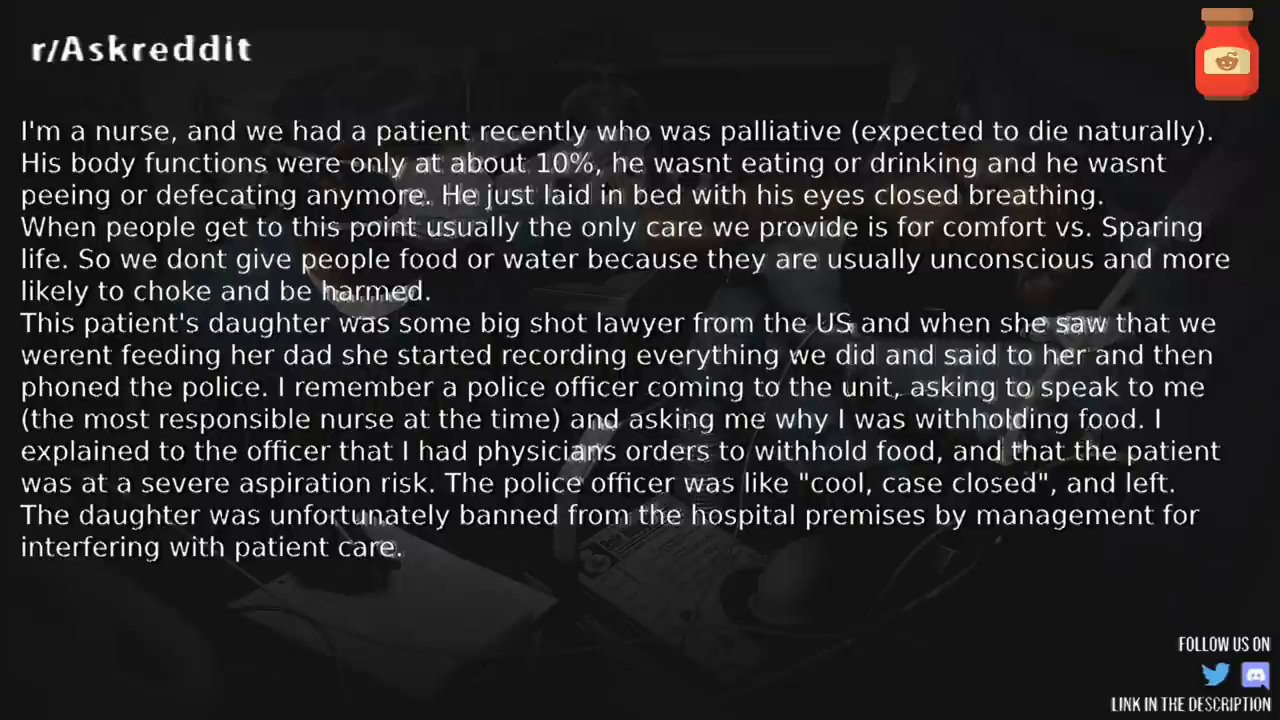 r/Askreddit
I'm a nurse, and we had a patient recently who was palliative (expected to die naturally).
His body functions were only at about 10%, he wasnt eating or drinking and he wasnt
peeing or defecating anymore. He just laid in bed with his eyes closed breathing.
When people get to this point usually the only care we provide is for comfort vs. Sparing
life. So we dont give people food or water because they are usually unconscious and more
likely to choke and be harmed.
This patient's daughter was some big shot lawyer from the US and when she saw that we
werent feeding her dad she started recording everything we did and said to her and then
phoned the police. I remember a police officer coming to the unit, asking to speak to me
(the most responsible nurse at the time) and asking me why I was withholding food. I
explained to the officer that I had physicians orders to withhold food, and that the patient
was at a severe aspiration risk. The police officer was like "cool, case closed", and left.
The daughter was unfortunately banned from the hospital premises by management for
interfering with patient care.
FOLLOW US ON
LINK IN THE DESCRIPTION